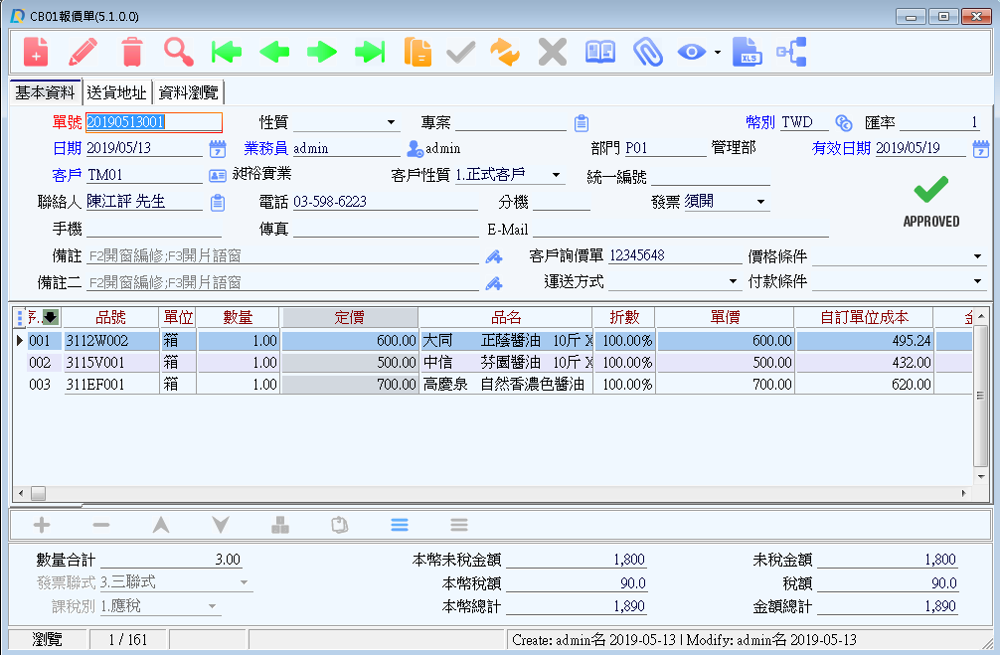 CB01報價單(5.1.0.0)
XLS
基本資料 送貨地址 資料瀏覽
單號 20190513001 性質 專案 幣別 TWD 匯率 1
日期 2019/05/13 7 業務員 admin admin 部門 P01 管理部 有效日期 2019/05/19 7
客戶 TM01 昶裕實業 客戶性質 1.正式客戶 統一編號
聯絡人 陳江評 先生 電話 03-598-6223 分機 發票 須開
APPROVED
手機 傳真 E-Mail
備註 F2開窗編修;F3開片語窗 客戶詢價單 12345648 價格條件
備註二 F2開窗編修;F3開片語窗 運送方式 付款條件
品號 單位 數量 定價 品名 折數 單價 自訂單位成本
001 3112W002 箱 1.00 600.00 大同 正蔭醬油 10斤 X 100.00% 600.00 495.24
002 3115V001 箱 1.00 500.00 中信 芬園醬油 10斤 X 100.00% 500.00 432.00
003 311EF001 箱 1.00 700.00 高慶泉 自然香濃色醬油 100.00% 700.00 620.00
數量合計 3.00 本幣未稅金額 1,800 未稅金額 1,800
發票聯式 3.三聯式 本幣稅額 90.0 稅額 90.0
課稅別 1.應稅 本幣總計 1,890 金額總計 1,890
瀏覽 1 / 161 Create: admin名 2019-05-13 | Modify: admin名 2019-05-13